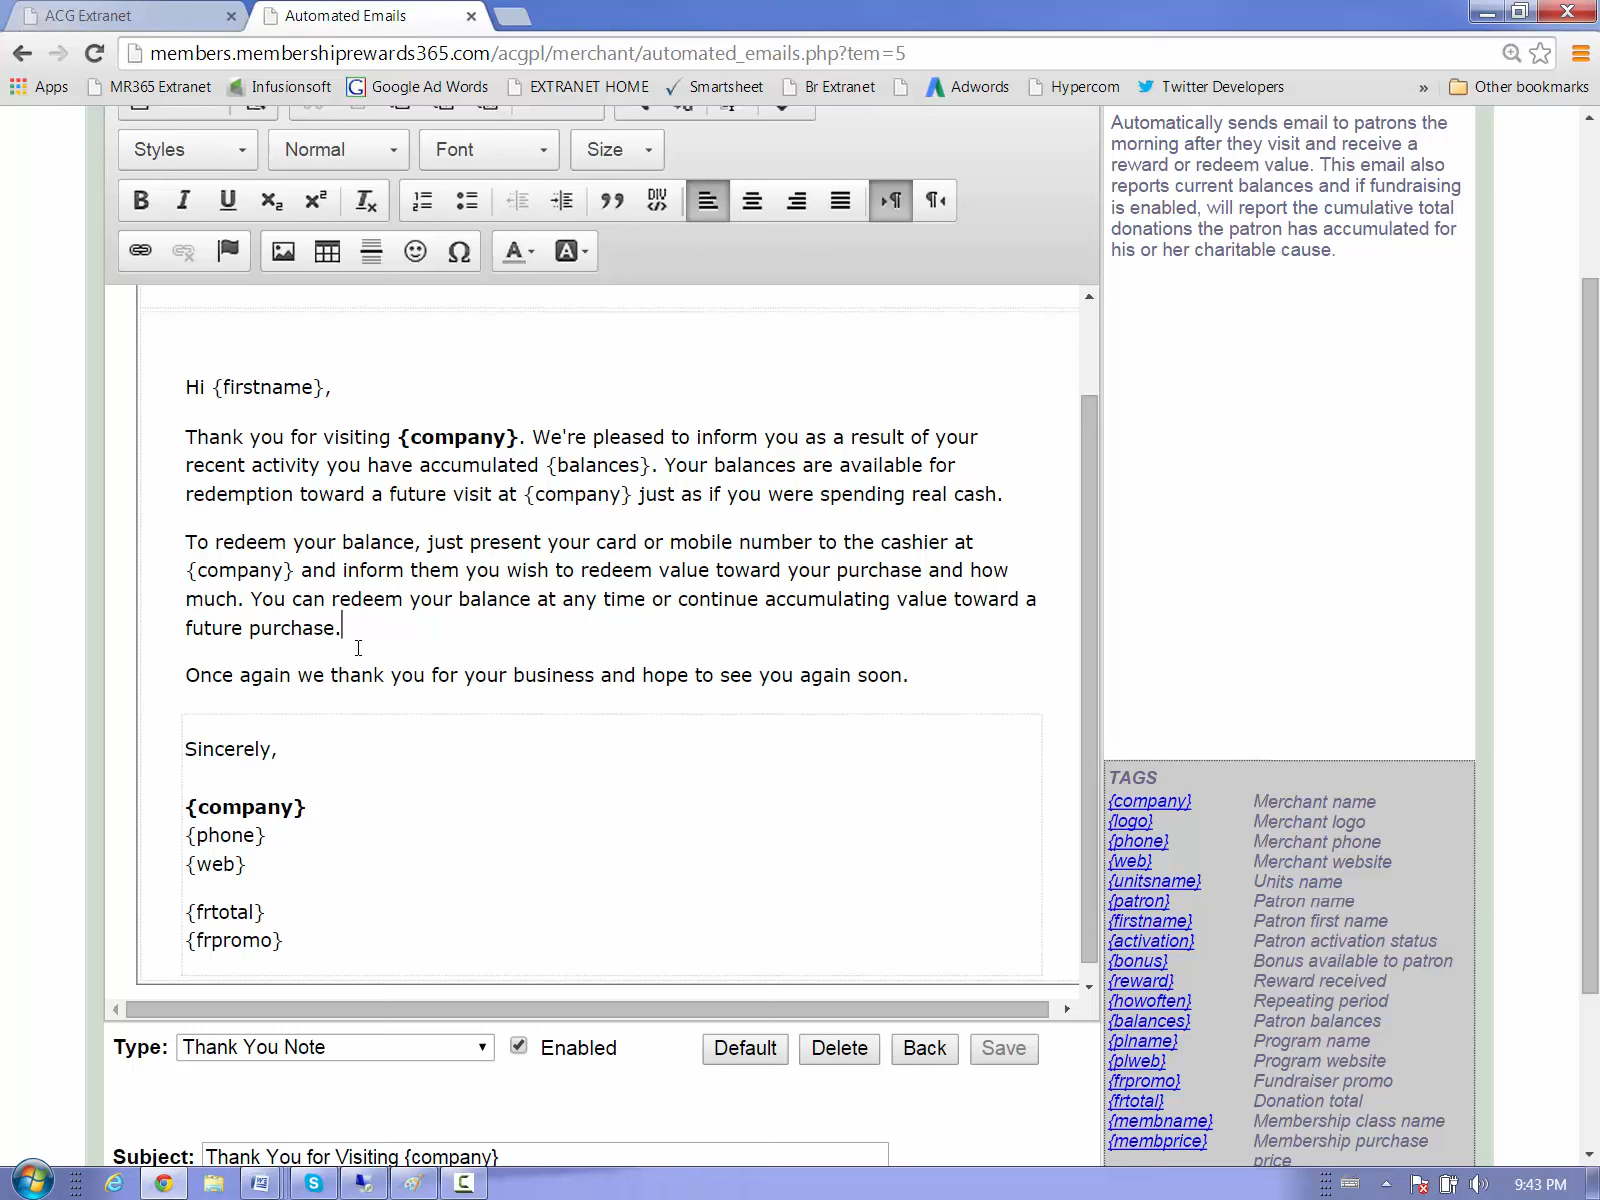 ACG Extranet
Automated Emails
members.membershiprewards365.com/acgpl/merchant/automated_emails.php?tem=5
Apps
MR365 Extranet
Infusionsoft
Google Ad Words
EXTRANET HOME
Smartsheet
Br Extranet
Adwords
Hypercom
Twitter Developers
»
Other bookmarks
Styles
Normal
Font
Size
Hi {firstname},
Thank you for visiting {company}. We're pleased to inform you as a result of your
recent activity you have accumulated {balances}. Your balances are available for
redemption toward a future visit at {company} just as if you were spending real cash.
To redeem your balance, just present your card or mobile number to the cashier at
{company} and inform them you wish to redeem value toward your purchase and how
much. You can redeem your balance at any time or continue accumulating value toward a
future purchase.
Once again we thank you for your business and hope to see you again soon.
Sincerely,
{company}
{phone}
{web}
{frtotal}
{frpromo}
Type: Thank You Note
Enabled
Default
Delete
Back
Save
Subject: Thank You for Visiting {company}
Automatically sends email to patrons the
morning after they visit and receive a
reward or redeem value. This email also
reports current balances and if fundraising
is enabled, will report the cumulative total
donations the patron has accumulated for
his or her charitable cause.
TAGS
{company} Merchant name
{logo} Merchant logo
{phone} Merchant phone
{web} Merchant website
{unitsname} Units name
{patron} Patron name
{firstname} Patron first name
{activation} Patron activation status
{bonus} Bonus available to patron
{reward} Reward received
{howoften} Repeating period
{balances} Patron balances
{plname} Program name
{plweb} Program website
{frpromo} Fundraiser promo
{frtotal} Donation total
{membname} Membership class name
{membprice} Membership purchase
price
9:43 PM